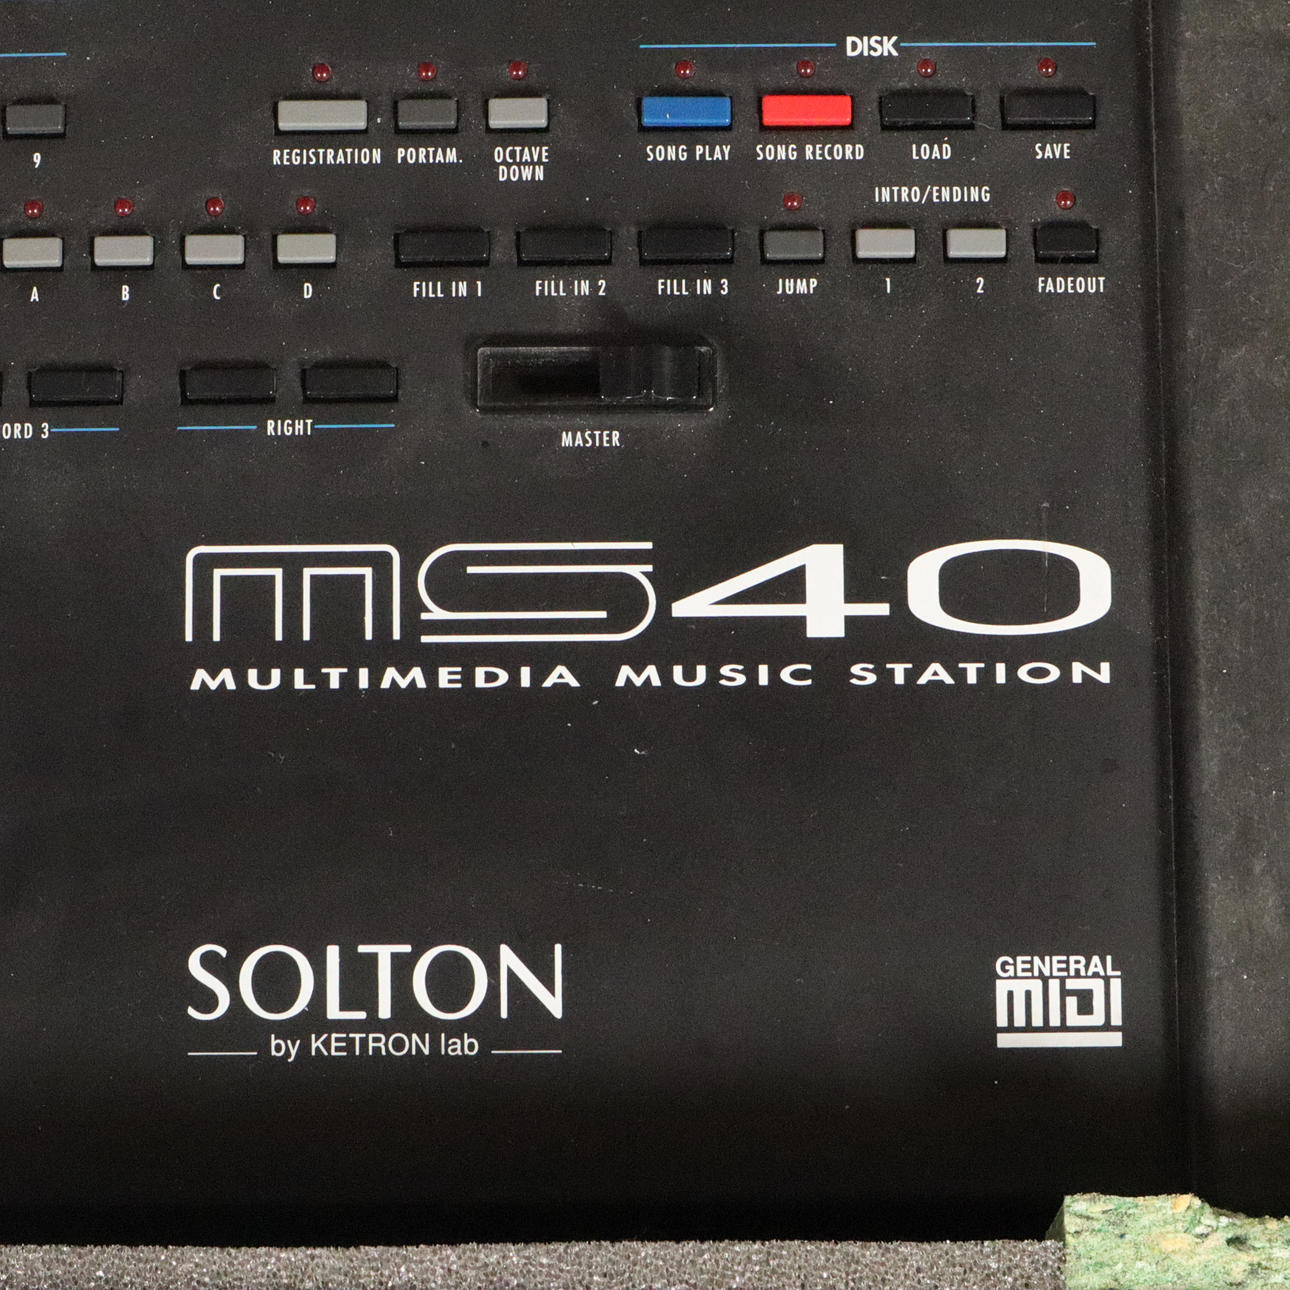 DISK
9
REGISTRATION
PORTAM.
OCTAVE
DOWN
SONG PLAY
SONG RECORD
LOAD
SAVE
INTRO/ENDING
A
B
C
D
FILL IN 1
FILL IN 2
FILL IN 3
JUMP
1
2
FADEOUT
ORD 3
RIGHT
MASTER
MS40
MULTIMEDIA MUSIC STATION
SOLTON
by KETRON lab
GENERAL
MIDI